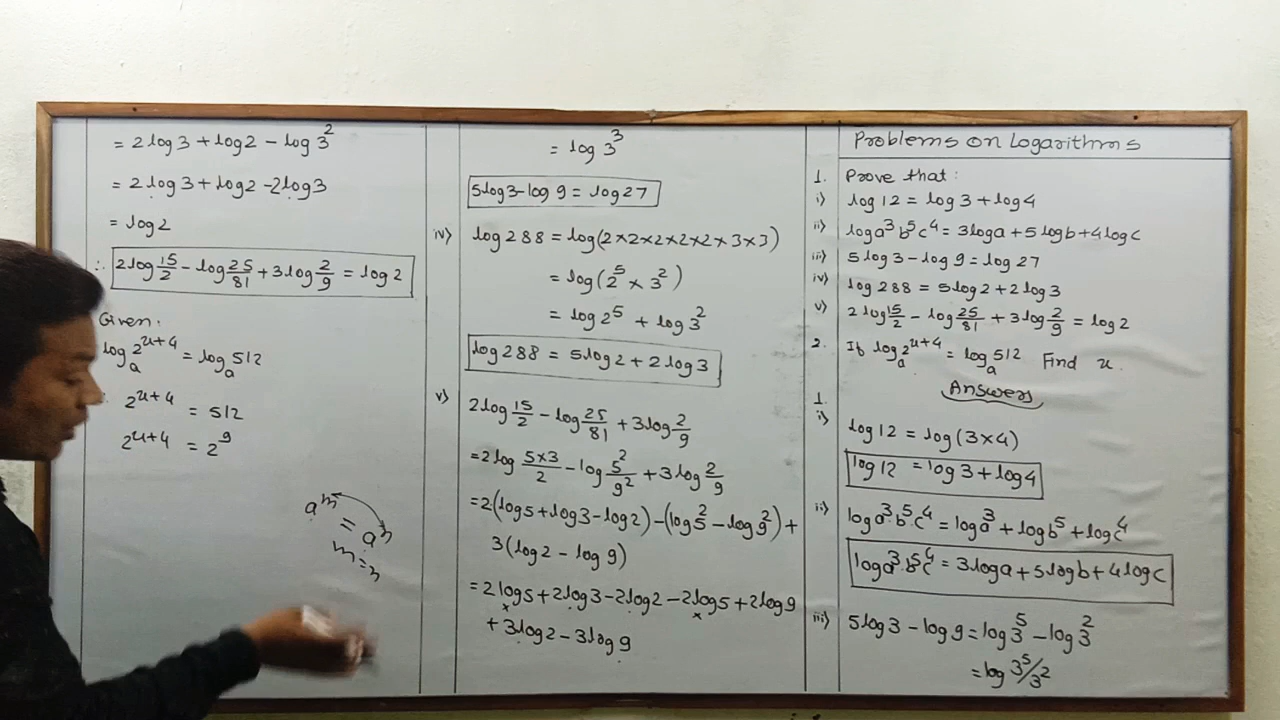 Problems on Logarithms
1. Prove that:
i) log 12 = log 3 + log 4
ii) log a³b⁵c⁴ = 3 log a + 5 log b + 4 log c
iii) 5 log 3 - log 9 = log 27
iv) log 288 = 5 log 2 + 2 log 3
v) 2 log 15/2 - log 25/81 + 3 log 2/9 = log 2
2. If logₐ 2^(x+4) = logₐ 512 Find x.
Answers
1.
i) log 12 = log (3×4)
log 12 = log 3 + log 4
ii) log a³·b⁵·c⁴ = log a³ + log b⁵ + log c⁴
log a³·b⁵c⁴ = 3 log a + 5 log b + 4 log c
iii) 5 log 3 - log 9 = log 3⁵ - log 3²
= log 3⁵/3²
= log 3³
5 log 3 - log 9 = log 27
iv) log 288 = log (2×2×2×2×2×3×3)
= log (2⁵ × 3²)
= log 2⁵ + log 3²
log 288 = 5 log 2 + 2 log 3
v) 2 log 15/2 - log 25/81 + 3 log 2/9
= 2 log 5×3/2 - log 5²/9² + 3 log 2/9
= 2(log 5 + log 3 - log 2) - (log 5² - log 9²) +
3(log 2 - log 9)
= 2 log 5 + 2 log 3 - 2 log 2 - 2 log 5 + 2 log 9
+ 3 log 2 - 3 log 9
= 2 log 3 + log 2 - log 3²
= 2 log 3 + log 2 - 2 log 3
= log 2
∴ 2 log 15/2 - log 25/81 + 3 log 2/9 = log 2
Given:
logₐ 2^(x+4) = logₐ 512
2^(x+4) = 512
2^(x+4) = 2⁹
aᵐ = aⁿ
m = n